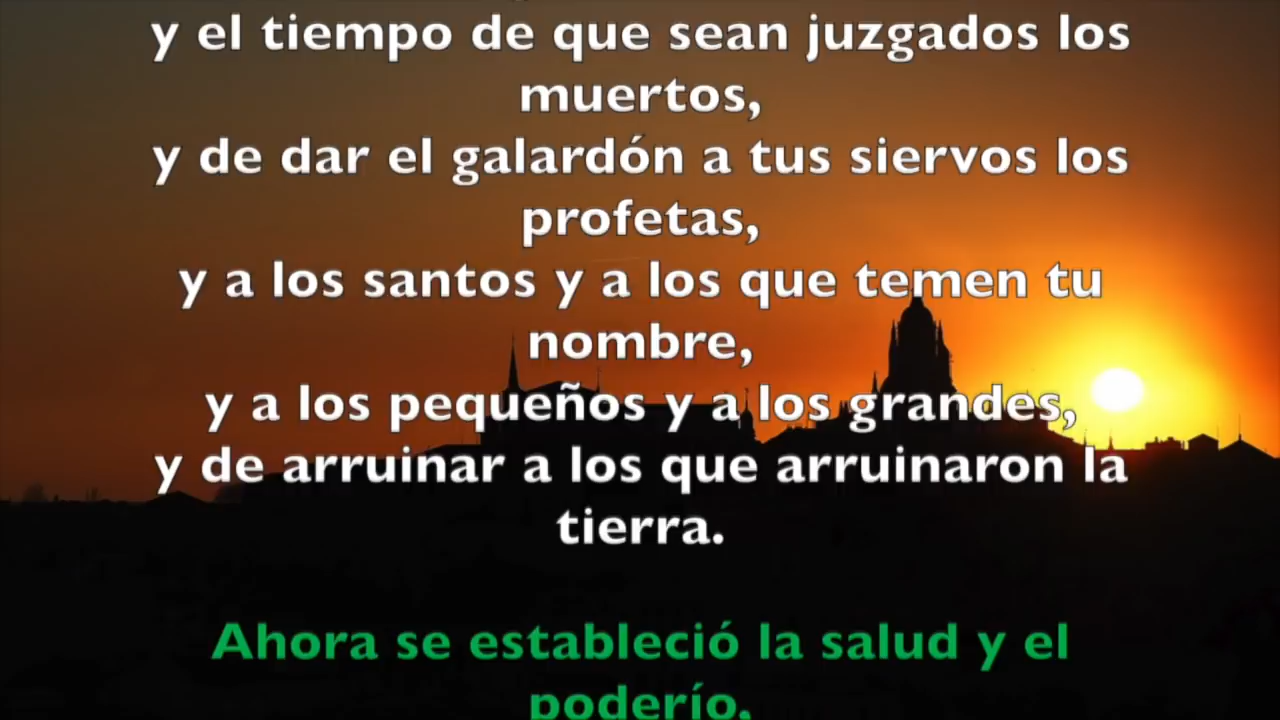 y el tiempo de que sean juzgados los
muertos,
y de dar el galardón a tus siervos los
profetas,
y a los santos y a los que temen tu
nombre,
y a los pequeños y a los grandes,
y de arruinar a los que arruinaron la
tierra.
Ahora se estableció la salud y el
poderío,